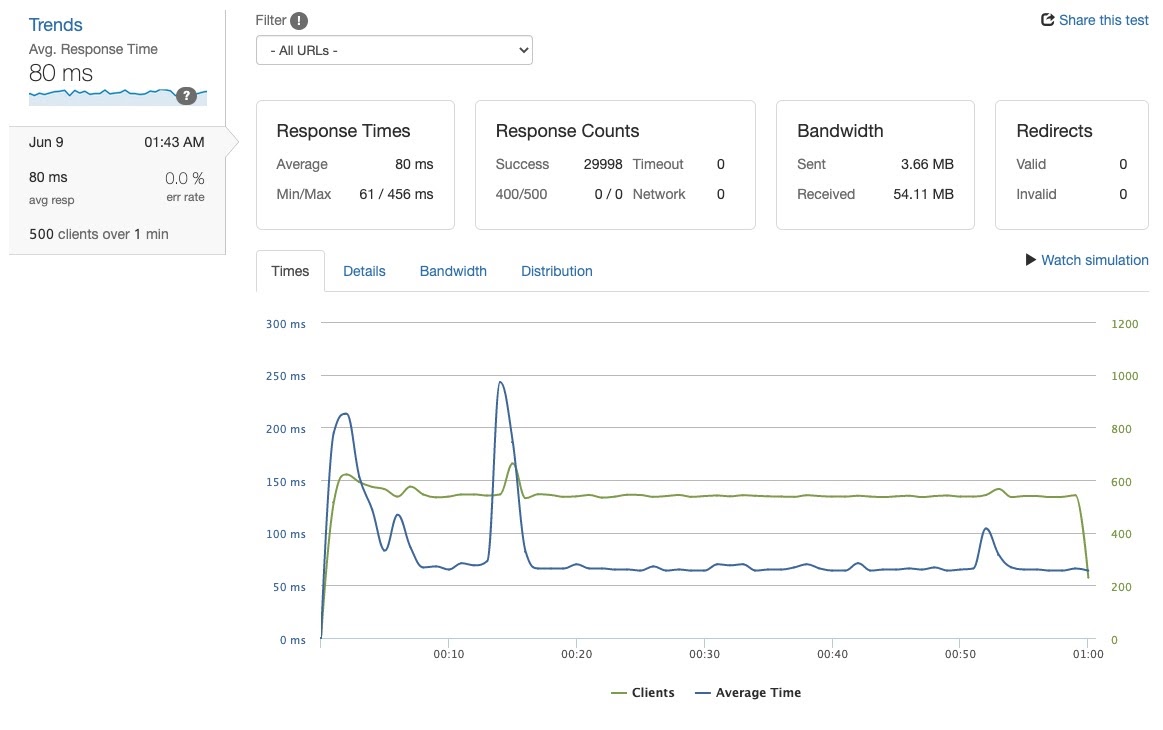 Trends
Avg. Response Time
80 ms
?
Jun 9 01:43 AM
80 ms 0.0 %
avg resp err rate
500 clients over 1 min
Filter !
- All URLs -
Share this test
Response Times
Average 80 ms
Min/Max 61 / 456 ms
Response Counts
Success 29998 Timeout 0
400/500 0 / 0 Network 0
Bandwidth
Sent 3.66 MB
Received 54.11 MB
Redirects
Valid 0
Invalid 0
Times Details Bandwidth Distribution
Watch simulation
300 ms 1200
250 ms 1000
200 ms 800
150 ms 600
100 ms 400
50 ms 200
0 ms 0
00:10 00:20 00:30 00:40 00:50 01:00
Clients Average Time